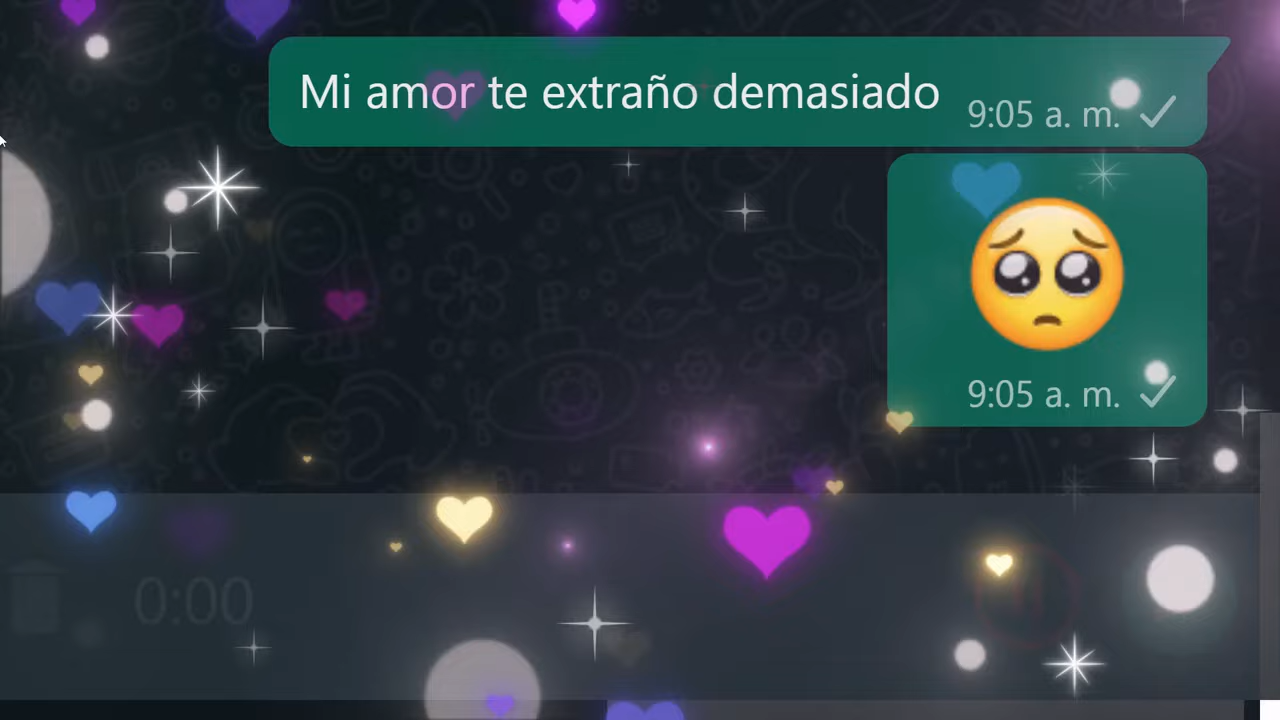 Mi amor te extraño demasiado
9:05 a. m.
9:05 a. m.
0:00